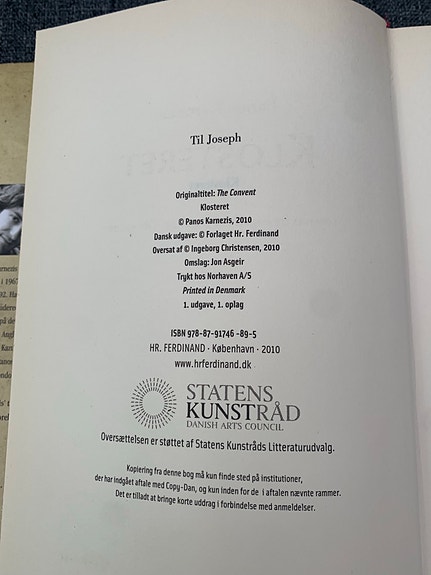 Til Joseph
Originaltitel: The Convent
Klosteret
© Panos Karnezis, 2010
Dansk udgave: © Forlaget Hr. Ferdinand
Oversat af © Ingeborg Christensen, 2010
Omslag: Jon Asgeir
Trykt hos Norhaven A/S
Printed in Denmark
1. udgave, 1. oplag
ISBN 978-87-91746-89-5
HR. FERDINAND · København · 2010
www.hrferdinand.dk
STATENS
KUNSTRÅD
DANISH ARTS COUNCIL
Oversættelsen er støttet af Statens Kunstråds Litteraturudvalg.
Kopiering fra denne bog må kun finde sted på institutioner,
der har indgået aftale med Copy-Dan, og kun inden for de i aftalen nævnte rammer.
Det er tilladt at bringe korte uddrag i forbindelse med anmeldelser.